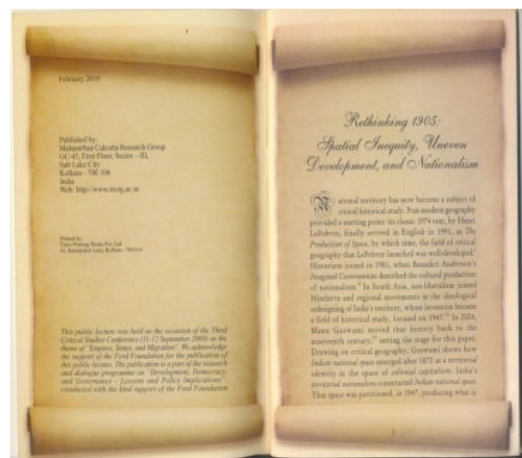 February 2010
Published by:
Mahanirban Calcutta Research Group
GC-45, First Floor, Sector - III,
Salt Lake City
Kolkata - 700 106
India
Web: http://www.mcrg.ac.in
Printed by:
This public lecture was held on the occasion of the Third
Critical Studies Conference (11-12 September 2009) on the
theme of "Empires, States, and Migration". We acknowledge
the support of the Ford Foundation for the publication of
this public lecture. The publication is a part of the research
and dialogue programme on "Development, Democracy,
and Governance - Lessons and Policy Implications",
conducted with the kind support of the Ford Foundation
Rethinking 1905:
Spatial Inequity, Uneven
Development, and Nationalism
National territory has now become a subject of
critical historical study. Post-modern geography
provided a starting point: its classic 1974 text, by Henri
LeFebvre, finally arrived in English in 1991, as The
Production of Space, by which time, the field of critical
geography that LeFebvre launched was well-developed.
Historians joined in 1981, when Benedict Anderson's
Imagined Communities described the cultural production
of nationalism. In South Asia, neo-liberalism joined
Hindutva and regional movements in the ideological
redesigning of India's territory, whose invention became
a field of historical study, focused on 1947. In 2004,
Manu Goswami moved that history back to the
nineteenth century, setting the stage for this paper.
Drawing on critical geography, Goswami shows how
Indian national space emerged after 1870 as a territorial
identity in the space of colonial capitalism. India's
territorial nationalism constructed Indian national space.
That space was partitioned, in 1947, producing what is